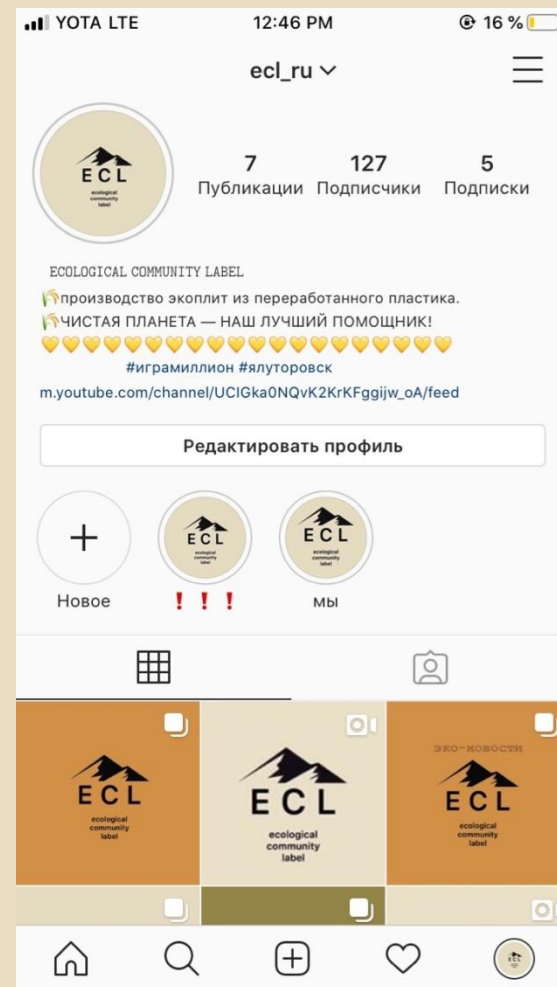 YOTA LTE 12:46 PM 16 %
ecl_ru
ECL
ecological
community
label
7 127 5
Публикации Подписчики Подписки
ECOLOGICAL COMMUNITY LABEL
производство экоплит из переработанного пластика.
ЧИСТАЯ ПЛАНЕТА — НАШ ЛУЧШИЙ ПОМОЩНИК!
#играмиллион #ялуторовск
m.youtube.com/channel/UCIGka0NQvK2KrKFggijw_oA/feed
Редактировать профиль
ECL
ecological
community
label
ECL
ecological
community
label
Новое ❗❗❗ мы
ECL
ecological
community
label
ECL
ecological
community
label
ЭКО-НОВОСТИ
ECL
ecological
community
label